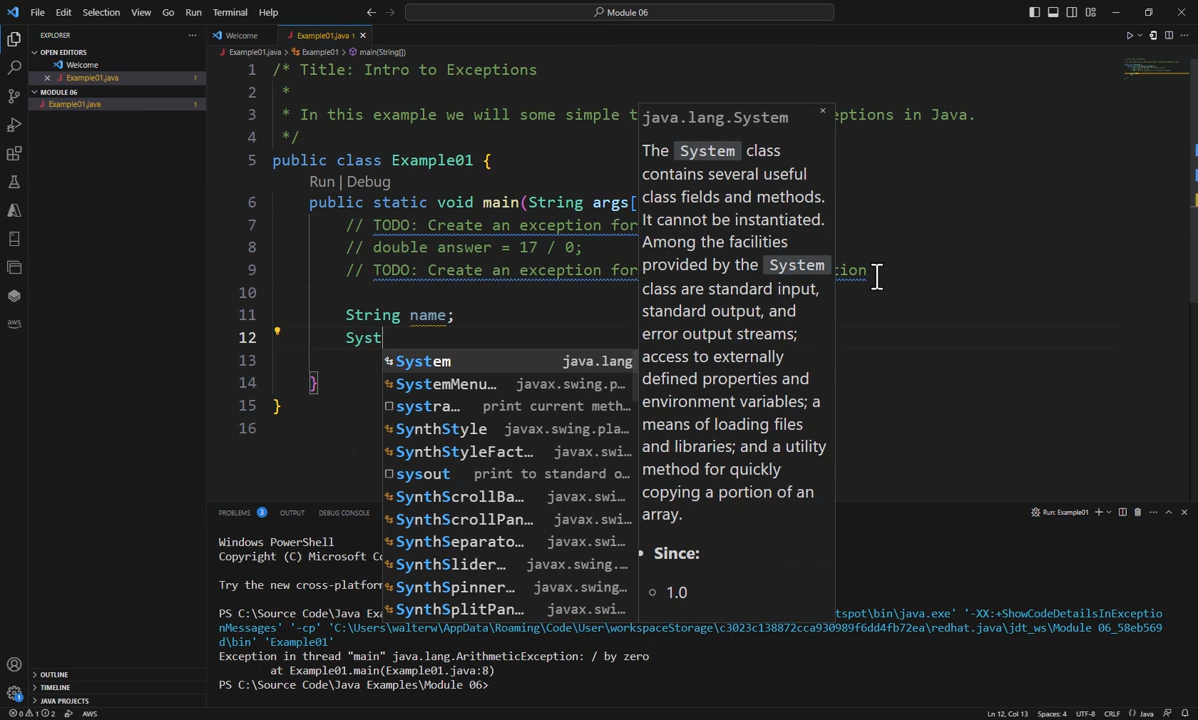 File Edit Selection View Go Run Terminal Help
Module 06
EXPLORER
OPEN EDITORS
Welcome
Example01.java 1
MODULE 06
Example01.java 1
OUTLINE
TIMELINE
JAVA PROJECTS
Welcome
Example01.java 1
Example01.java > Example01 > main(String[])
1 /* Title: Intro to Exceptions
2 *
3 * In this example we will some simple t
eptions in Java.
4 */
5 public class Example01 {
Run | Debug
6 public static void main(String args[
7 // TODO: Create an exception for
8 // double answer = 17 / 0;
9 // TODO: Create an exception for
tion
10
11 String name;
12 Syst
13
14 }
15 }
16
System java.lang
SystemMenu… javax.swing.p…
systra… print current meth…
SynthStyle javax.swing.pla…
SynthStyleFact… javax.swi…
sysout print to standard o…
SynthScrollBa… javax.swi…
SynthScrollPan… javax.swi…
SynthSeparato… javax.swi…
SynthSlider… javax.swing.…
SynthSpinner… javax.swing…
SynthSplitPan… javax.swi…
java.lang.System
The System class
contains several useful
class fields and methods.
It cannot be instantiated.
Among the facilities
provided by the System
class are standard input,
standard output, and
error output streams;
access to externally
defined properties and
environment variables; a
means of loading files
and libraries; and a utility
method for quickly
copying a portion of an
array.
Since:
1.0
PROBLEMS 3 OUTPUT DEBUG CONSOLE
Run: Example01
Windows PowerShell
Copyright (C) Microsoft Co
Try the new cross-platfor
PS C:\Source Code\Java Exa
tspot\bin\java.exe' '-XX:+ShowCodeDetailsInExceptio
nMessages' '-cp' 'C:\Users\walterw\AppData\Roaming\Code\User\workspaceStorage\c3023c138872cca930989f6dd4fb72ea\redhat.java\jdt_ws\Module 06_58eb569
d\bin' 'Example01'
Exception in thread "main" java.lang.ArithmeticException: / by zero
at Example01.main(Example01.java:8)
PS C:\Source Code\Java Examples\Module 06>
aws
1
0 1 2 AWS
Ln 12, Col 13 Spaces: 4 UTF-8 CRLF {} Java